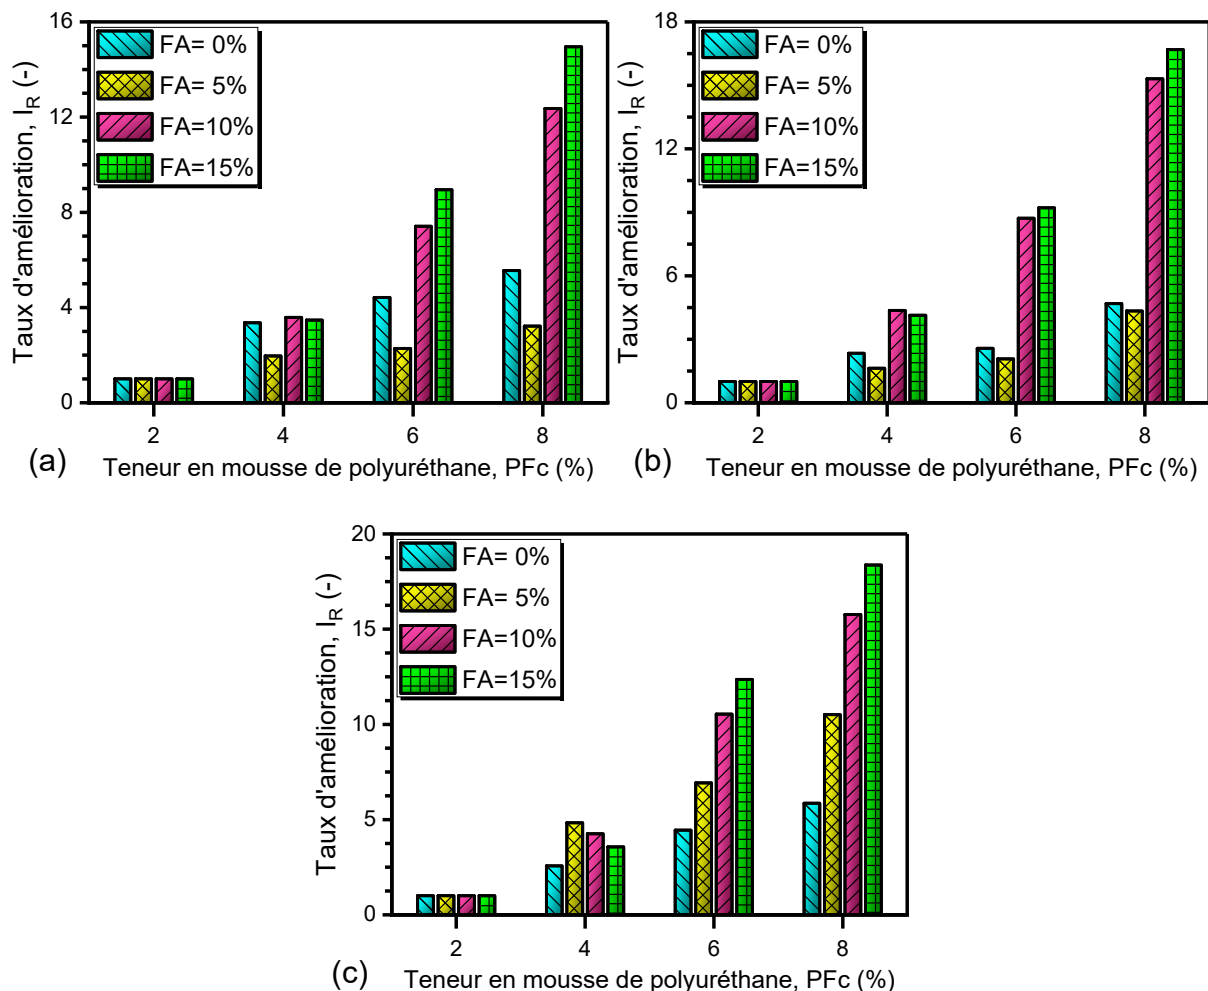 16
12
8
4
0
Taux d'amélioration, I_R (-)
FA= 0%
FA= 5%
FA=10%
FA=15%
2 4 6 8
(a)
Teneur en mousse de polyuréthane, PFc (%)
18
12
6
0
Taux d'amélioration, I_R (-)
FA= 0%
FA= 5%
FA=10%
FA=15%
2 4 6 8
(b)
Teneur en mousse de polyuréthane, PFc (%)
20
15
10
5
0
Taux d'amélioration, I_R (-)
FA= 0%
FA= 5%
FA=10%
FA=15%
2 4 6 8
(c)
Teneur en mousse de polyuréthane, PFc (%)